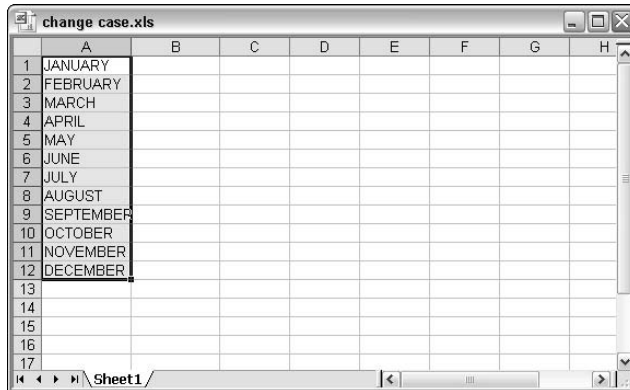 change case.xls
A B C D E F G H
1 JANUARY
2 FEBRUARY
3 MARCH
4 APRIL
5 MAY
6 JUNE
7 JULY
8 AUGUST
9 SEPTEMBER
10 OCTOBER
11 NOVEMBER
12 DECEMBER
13
14
15
16
17
Sheet1